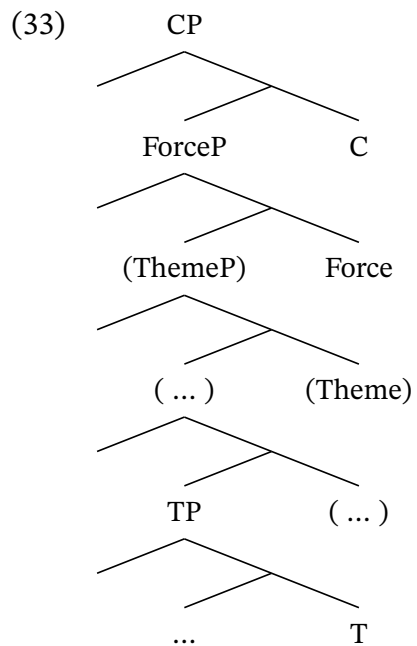 (33) CP
ForceP C
(ThemeP) Force
( ... ) (Theme)
TP ( ... )
... T